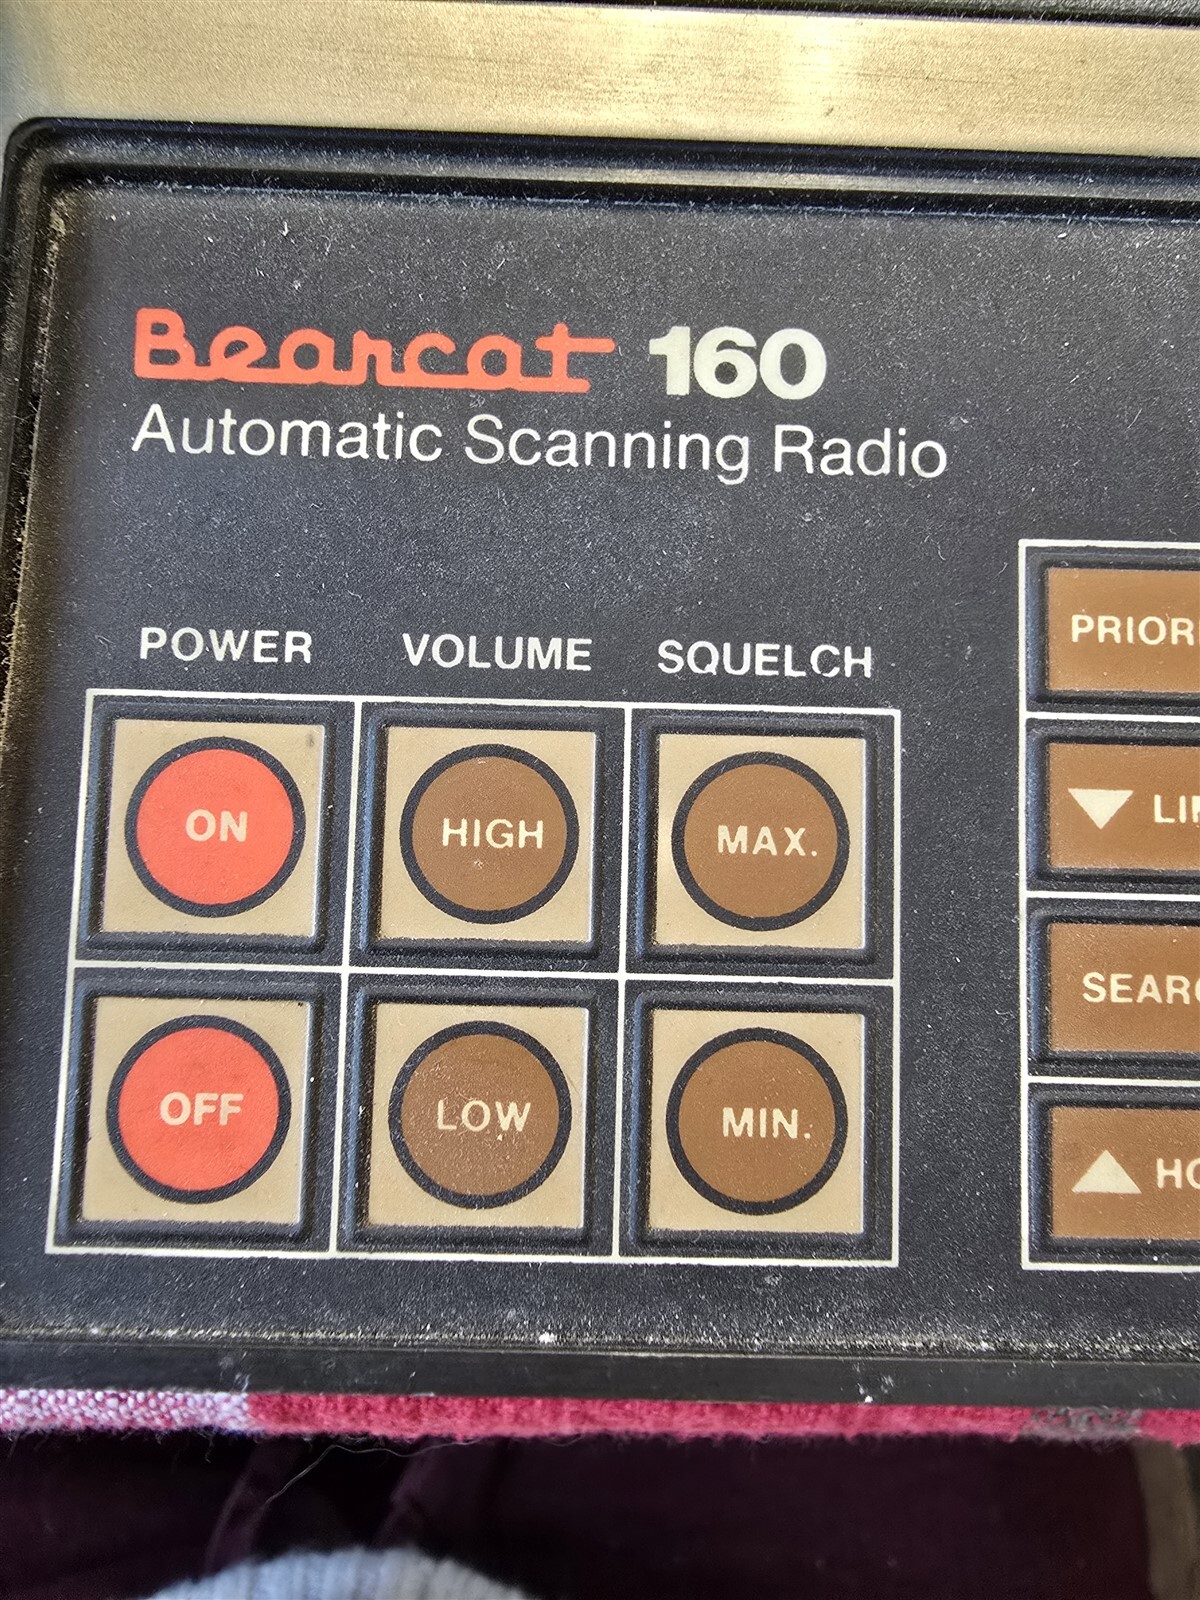 Bearcat 160
Automatic Scanning Radio
POWER VOLUME SQUELCH
ON HIGH MAX.
OFF LOW MIN.